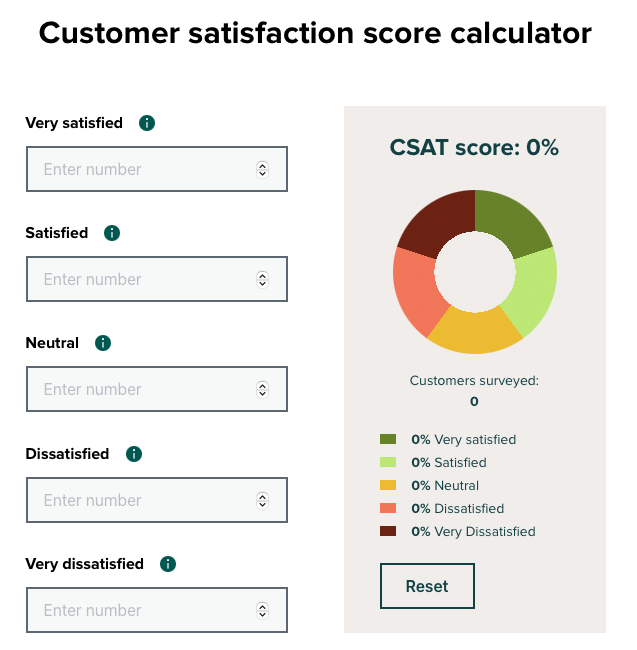 Customer satisfaction score calculator
Very satisfied
Enter number
Satisfied
Enter number
Neutral
Enter number
Dissatisfied
Enter number
Very dissatisfied
Enter number
CSAT score: 0%
Customers surveyed:
0
0% Very satisfied
0% Satisfied
0% Neutral
0% Dissatisfied
0% Very Dissatisfied
Reset